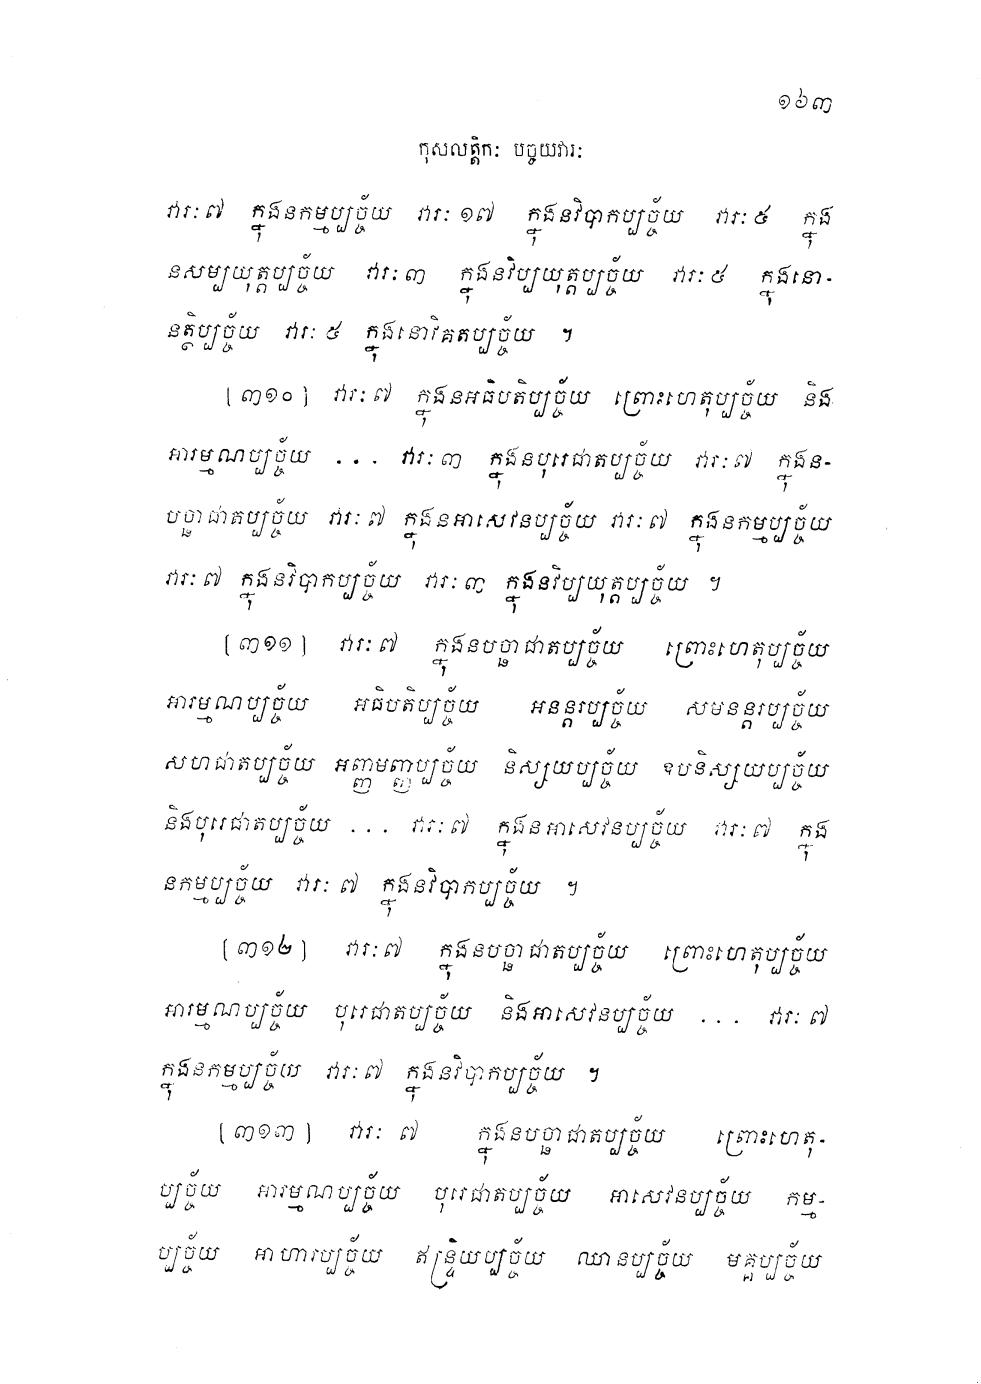 ១៦៣
កុសលត្តិកៈ បច្ចយវារៈ
វារៈ ៧ ក្នុងនកម្មប្បច្ច័យ វារៈ ១៧ ក្នុងនវិបាកប្បច្ច័យ វារៈ ៥ ក្នុង
នសម្បយុត្តប្បច្ច័យ វារៈ ៣ ក្នុងនវិប្បយុត្តប្បច្ច័យ វារៈ ៥ ក្នុងនោ-
នត្ថិប្បច្ច័យ វារៈ ៥ ក្នុងនោវិគតប្បច្ច័យ ។
[៣១០] វារៈ ៧ ក្នុងនអធិបតិប្បច្ច័យ ព្រោះហេតុប្បច្ច័យ និង
អារម្មណប្បច្ច័យ ... វារៈ ៣ ក្នុងនបុរេជាតប្បច្ច័យ វារៈ ៧ ក្នុងន-
បច្ឆាជាតប្បច្ច័យ វារៈ ៧ ក្នុងនអាសេវនប្បច្ច័យ វារៈ ៧ ក្នុងនកម្មប្បច្ច័យ
វារៈ ៧ ក្នុងនវិបាកប្បច្ច័យ វារៈ ៣ ក្នុងនវិប្បយុត្តប្បច្ច័យ ។
[៣១១] វារៈ ៧ ក្នុងនបច្ឆាជាតប្បច្ច័យ ព្រោះហេតុប្បច្ច័យ
អារម្មណប្បច្ច័យ អធិបតិប្បច្ច័យ អនន្តរប្បច្ច័យ សមនន្តរប្បច្ច័យ
សហជាតប្បច្ច័យ អញ្ញមញ្ញប្បច្ច័យ និស្សយប្បច្ច័យ ឧបនិស្សយប្បច្ច័យ
និងបុរេជាតប្បច្ច័យ ... វារៈ ៧ ក្នុងនអាសេវនប្បច្ច័យ វារៈ ៧ ក្នុង
នកម្មប្បច្ច័យ វារៈ ៧ ក្នុងនវិបាកប្បច្ច័យ ។
[៣១២] វារៈ ៧ ក្នុងនបច្ឆាជាតប្បច្ច័យ ព្រោះហេតុប្បច្ច័យ
អារម្មណប្បច្ច័យ បុរេជាតប្បច្ច័យ និងអាសេវនប្បច្ច័យ ... វារៈ ៧
ក្នុងនកម្មប្បច្ច័យ វារៈ ៧ ក្នុងនវិបាកប្បច្ច័យ ។
[៣១៣] វារៈ ៧ ក្នុងនបច្ឆាជាតប្បច្ច័យ ព្រោះហេតុ-
ប្បច្ច័យ អារម្មណប្បច្ច័យ បុរេជាតប្បច្ច័យ អាសេវនប្បច្ច័យ កម្ម-
ប្បច្ច័យ អាហារប្បច្ច័យ ឥន្ទ្រិយប្បច្ច័យ ឈានប្បច្ច័យ មគ្គប្បច្ច័យ